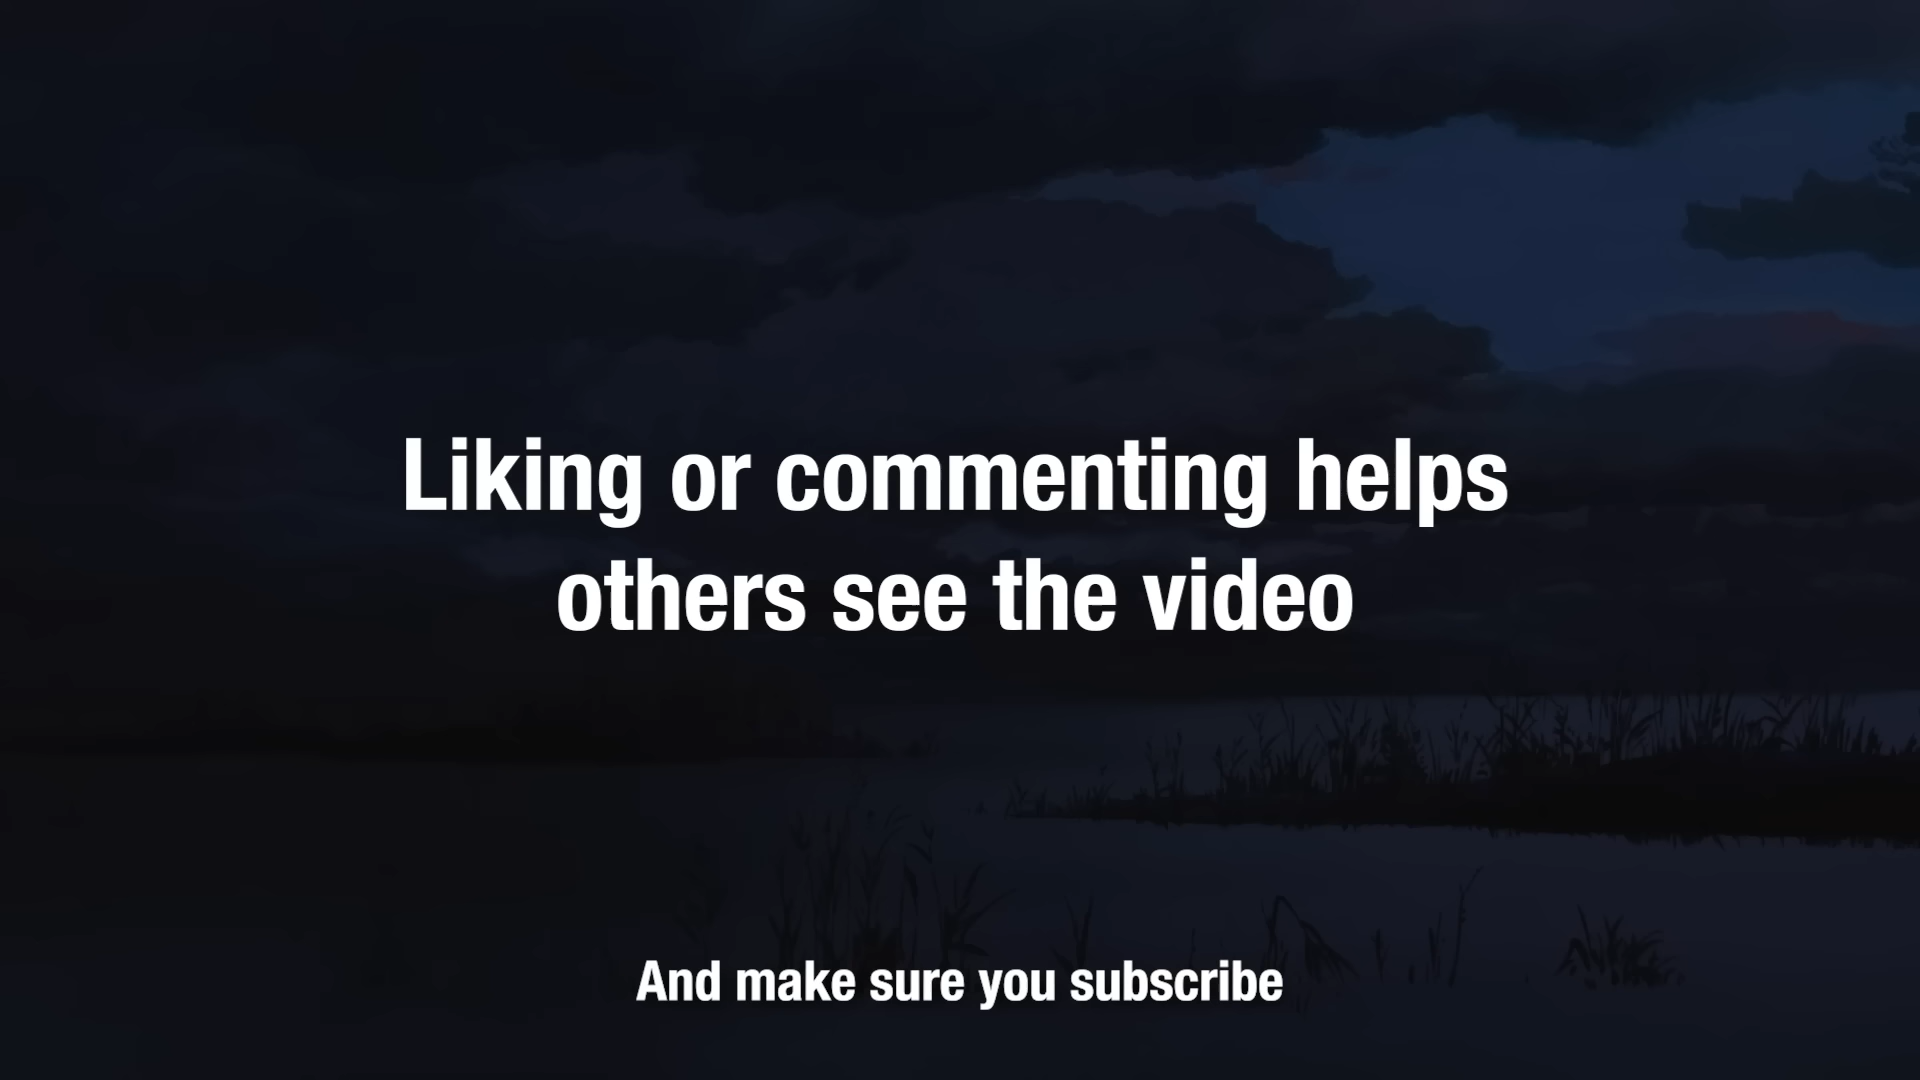 Liking or commenting helps
others see the video
And make sure you subscribe